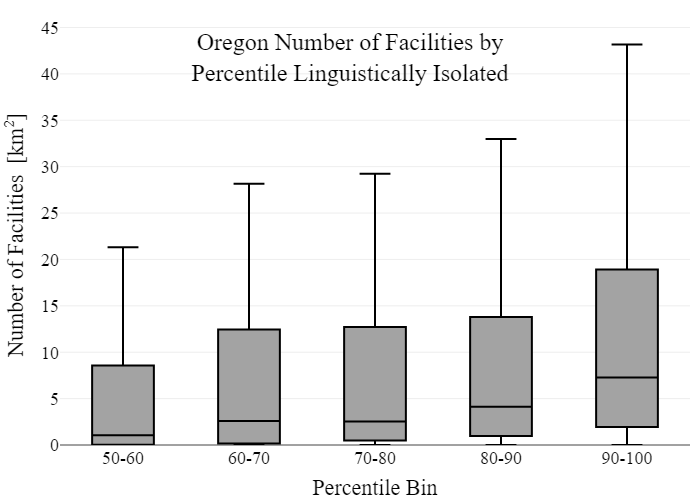 Oregon Number of Facilities by
Percentile Linguistically Isolated
Number of Facilities [km²]
45
40
35
30
25
20
15
10
5
0
50-60 60-70 70-80 80-90 90-100
Percentile Bin